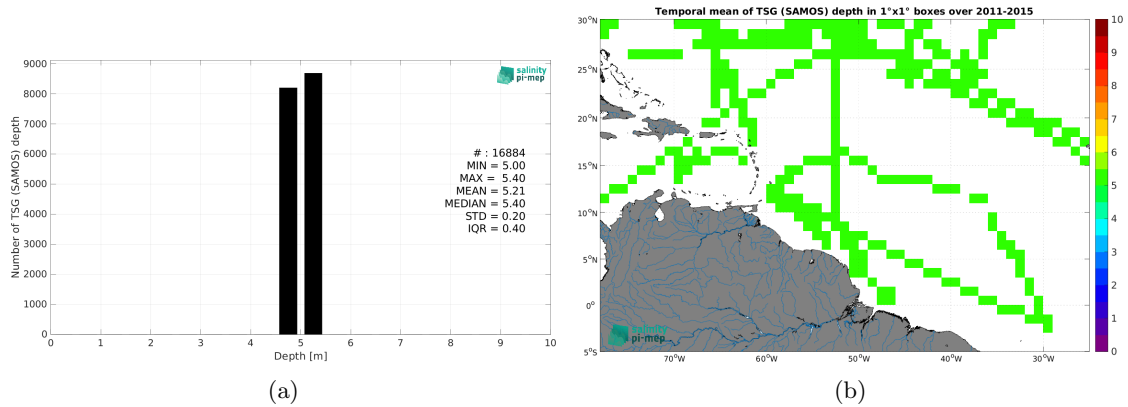 9000
8000
7000
6000
5000
4000
3000
2000
1000
0
Number of TSG (SAMOS) depth
salinity
pi-mep
# : 16884
MIN = 5.00
MAX = 5.40
MEAN = 5.21
MEDIAN = 5.40
STD = 0.20
IQR = 0.40
0 1 2 3 4 5 6 7 8 9 10
Depth [m]
(a)
Temporal mean of TSG (SAMOS) depth in 1°x1° boxes over 2011-2015
30°N
25°N
20°N
15°N
10°N
5°N
0°
5°S
salinity
pi-mep
70°W 60°W 50°W 40°W 30°W
10
9
8
7
6
5
4
3
2
1
0
(b)